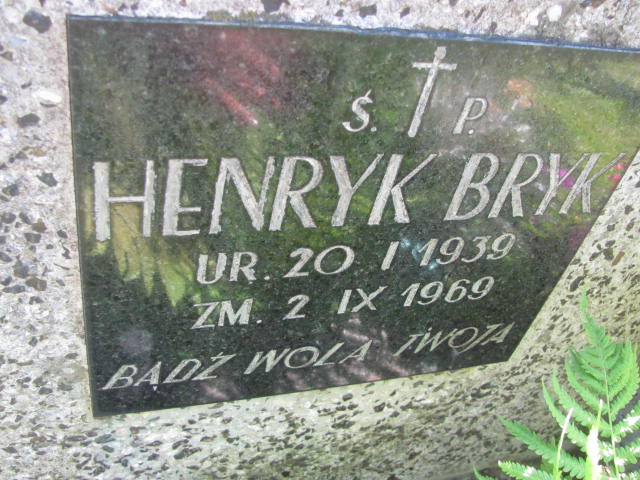 Ś. P.
HENRYK BRYK
UR. 20 I 1939
ZM. 2 IX 1969
BĄDŹ WOLA TWOJA